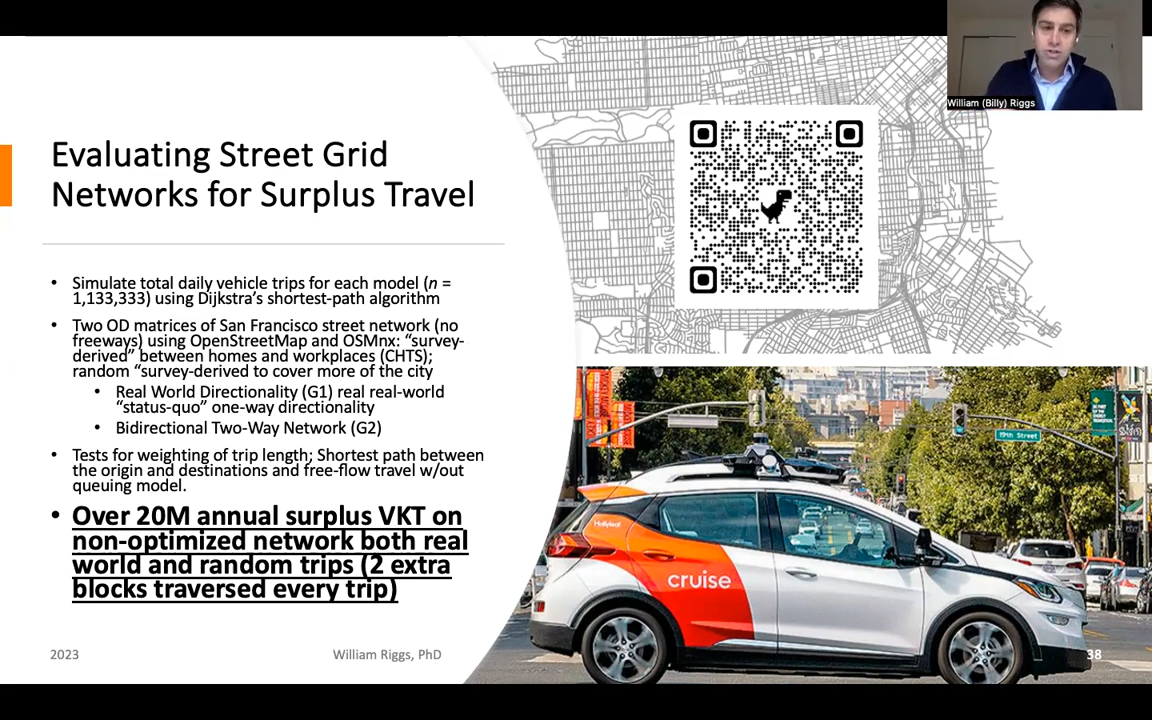 William (Billy) Riggs
Evaluating Street Grid
Networks for Surplus Travel
• Simulate total daily vehicle trips for each model (n =
1,133,333) using Dijkstra's shortest-path algorithm
• Two OD matrices of San Francisco street network (no
freeways) using OpenStreetMap and OSMnx: “survey-
derived” between homes and workplaces (CHTS);
random “survey-derived to cover more of the city
• Real World Directionality (G1) real real-world
“status-quo” one-way directionality
• Bidirectional Two-Way Network (G2)
• Tests for weighting of trip length; Shortest path between
the origin and destinations and free-flow travel w/out
queuing model.
• Over 20M annual surplus VKT on
non-optimized network both real
world and random trips (2 extra
blocks traversed every trip)
19th Street
cruise
2023
William Riggs, PhD
38